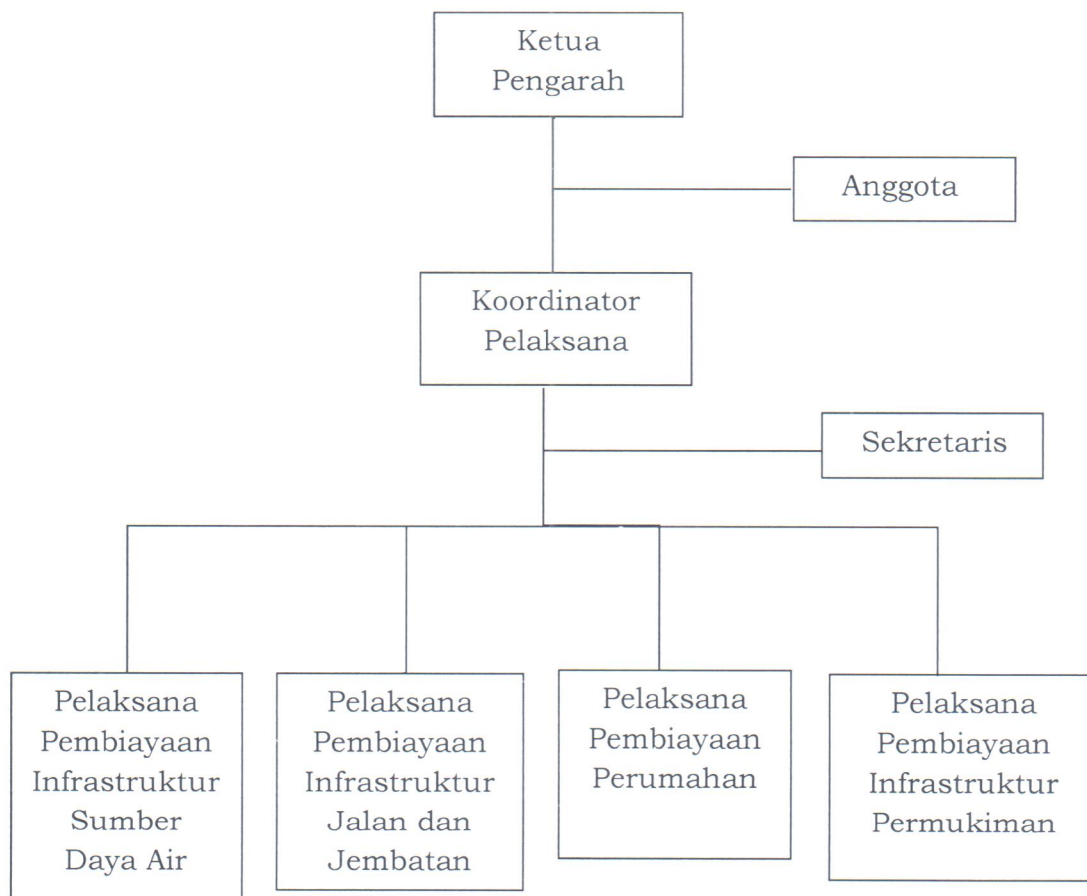 Ketua
Pengarah
Anggota
Koordinator
Pelaksana
Sekretaris
Pelaksana
Pembiayaan
Infrastruktur
Sumber
Daya Air
Pelaksana
Pembiayaan
Infrastruktur
Jalan dan
Jembatan
Pelaksana
Pembiayaan
Perumahan
Pelaksana
Pembiayaan
Infrastruktur
Permukiman